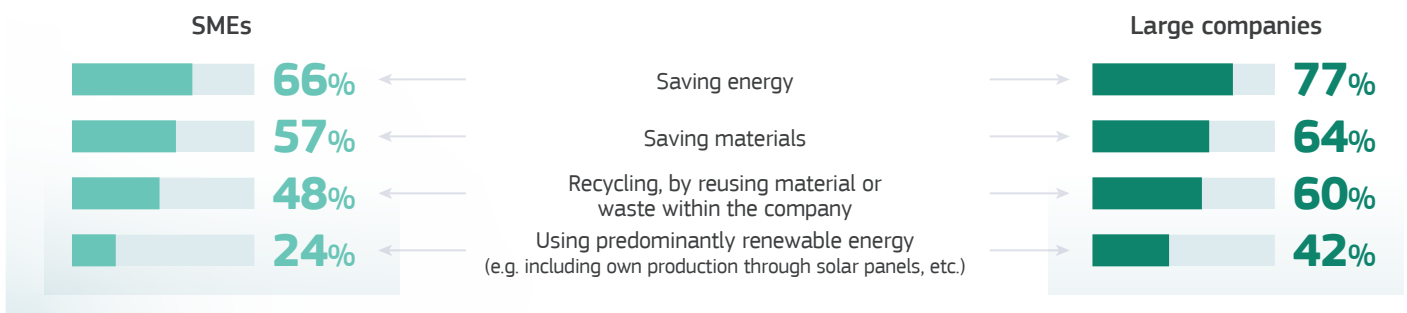 SMEs
Large companies
66%
Saving energy
77%
57%
Saving materials
64%
48%
Recycling, by reusing material or
waste within the company
60%
24%
Using predominantly renewable energy
(e.g. including own production through solar panels, etc.)
42%